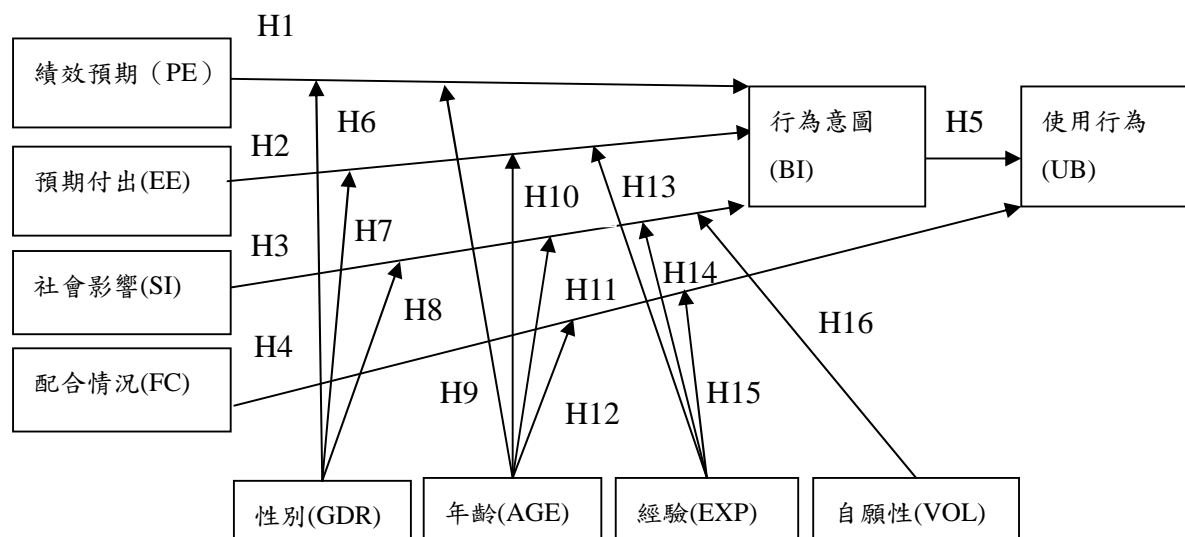 H1
績效預期（PE）
H6
行為意圖
(BI)
H5
使用行為
(UB)
H2
預期付出(EE)
H10
H13
H7
H3
社會影響(SI)
H8
H11
H14
H16
H4
配合情況(FC)
H9
H12
H15
性別(GDR)
年齡(AGE)
經驗(EXP)
自願性(VOL)